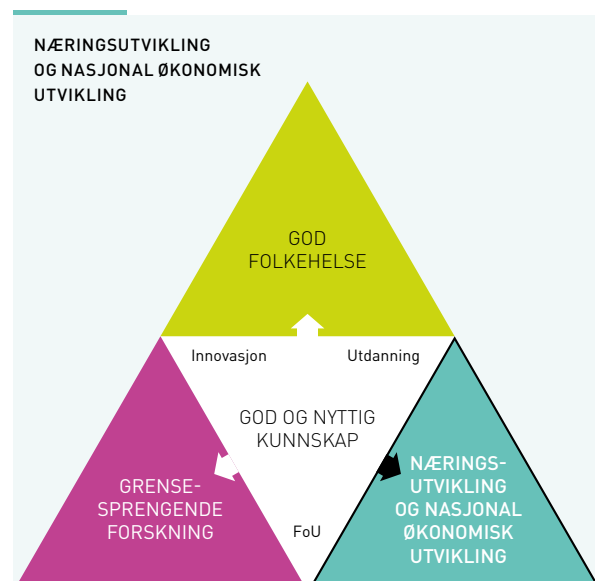 NÆRINGSUTVIKLING
OG NASJONAL ØKONOMISK
UTVIKLING
GOD
FOLKEHELSE
Innovasjon
Utdanning
GOD OG NYTTIG
KUNNSKAP
GRENSE-
SPRENGENDE
FORSKNING
FoU
NÆRINGS-
UTVIKLING
OG NASJONAL
ØKONOMISK
UTVIKLING